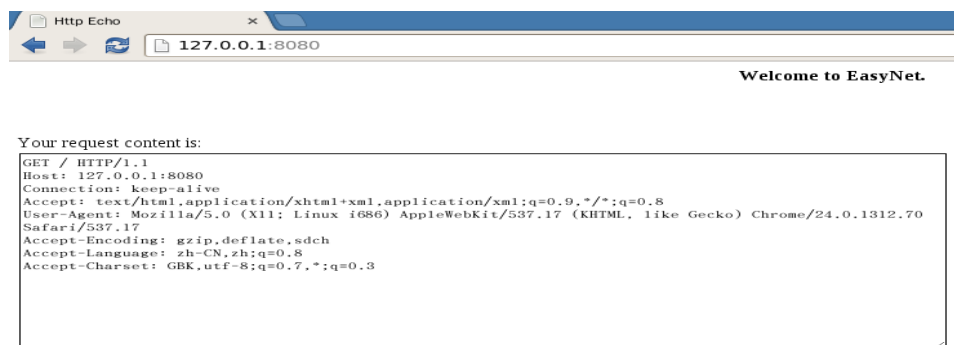 Http Echo
127.0.0.1:8080
Welcome to EasyNet.
Your request content is:
GET / HTTP/1.1
Host: 127.0.0.1:8080
Connection: keep-alive
Accept: text/html,application/xhtml+xml,application/xml;q=0.9,*/*;q=0.8
User-Agent: Mozilla/5.0 (X11; Linux i686) AppleWebKit/537.17 (KHTML, like Gecko) Chrome/24.0.1312.70
Safari/537.17
Accept-Encoding: gzip,deflate,sdch
Accept-Language: zh-CN,zh;q=0.8
Accept-Charset: GBK,utf-8;q=0.7,*;q=0.3